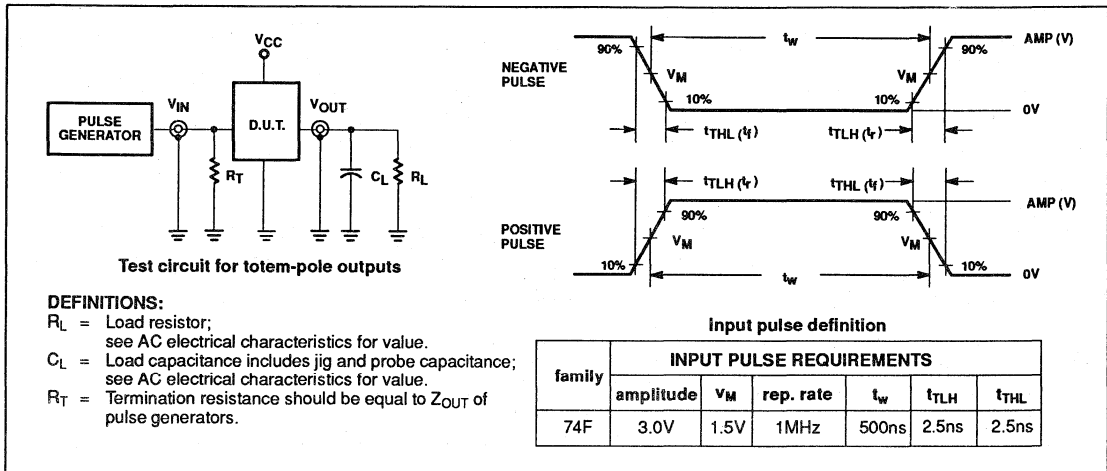 VCC
VIN
VOUT
PULSE GENERATOR
D.U.T.
RT
CL
RL
Test circuit for totem-pole outputs
DEFINITIONS:
RL = Load resistor;
see AC electrical characteristics for value.
CL = Load capacitance includes jig and probe capacitance;
see AC electrical characteristics for value.
RT = Termination resistance should be equal to ZOUT of
pulse generators.
NEGATIVE PULSE
90%
tw
90%
AMP (V)
VM
VM
10%
10%
0V
tTHL (tf)
tTLH (tr)
tTLH (tr)
tTHL (tf)
AMP (V)
90%
90%
POSITIVE PULSE
VM
VM
10%
tw
10%
0V
Input pulse definition
family INPUT PULSE REQUIREMENTS
amplitude VM rep. rate tw tTLH tTHL
74F 3.0V 1.5V 1MHz 500ns 2.5ns 2.5ns